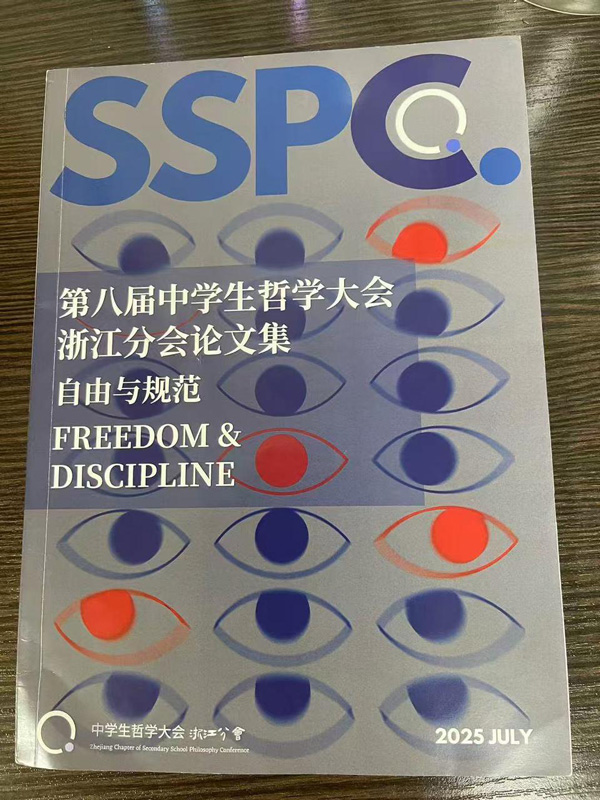 SSPC.
第八届中学生哲学大会
浙江分会论文集
自由与规范
FREEDOM &
DISCIPLINE
中学生哲学大会 浙江分會
Zhejiang Chapter of Secondary School Philosophy Conference
2025 JULY